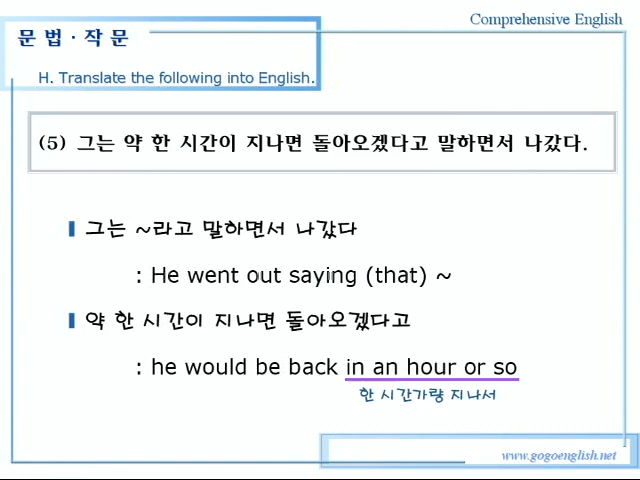 Comprehensive English
문 법 · 작 문
H. Translate the following into English.
(5) 그는 약 한 시간이 지나면 돌아오겠다고 말하면서 나갔다.
그는 ~라고 말하면서 나갔다
: He went out saying (that) ~
약 한 시간이 지나면 돌아오겠다고
: he would be back in an hour or so
한 시간가량 지나서
www.gogoenglish.net